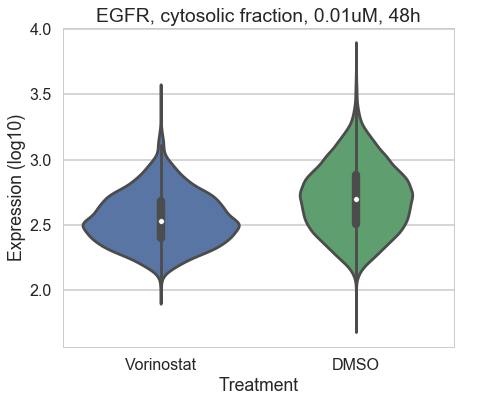 EGFR, cytosolic fraction, 0.01uM, 48h
4.0
3.5
3.0
2.5
2.0
Expression (log10)
Vorinostat DMSO
Treatment